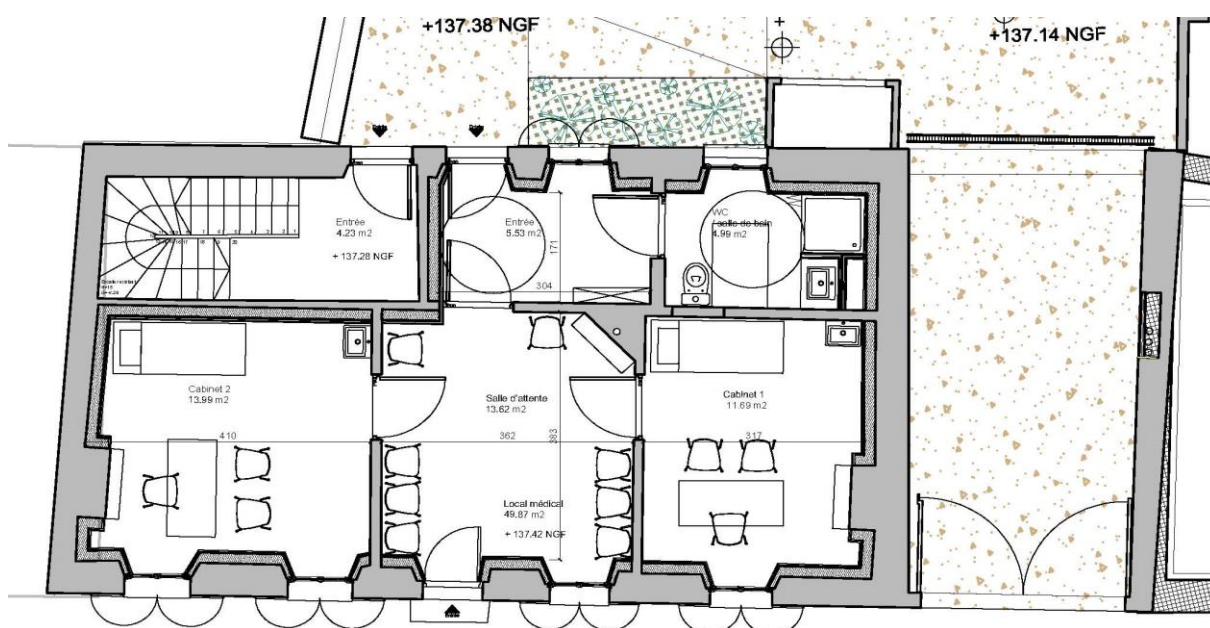 +137.38 NGF
+137.14 NGF
Entrée
4.23 m2
+ 137.28 NGF
Entrée
5.53 m2
171
304
WC
/ salle de bain
4.99 m2
Cabinet 2
13.99 m2
410
Salle d'attente
13.62 m2
362
383
Cabinet 1
11.69 m2
317
Local médical
49.87 m2
+ 137.42 NGF